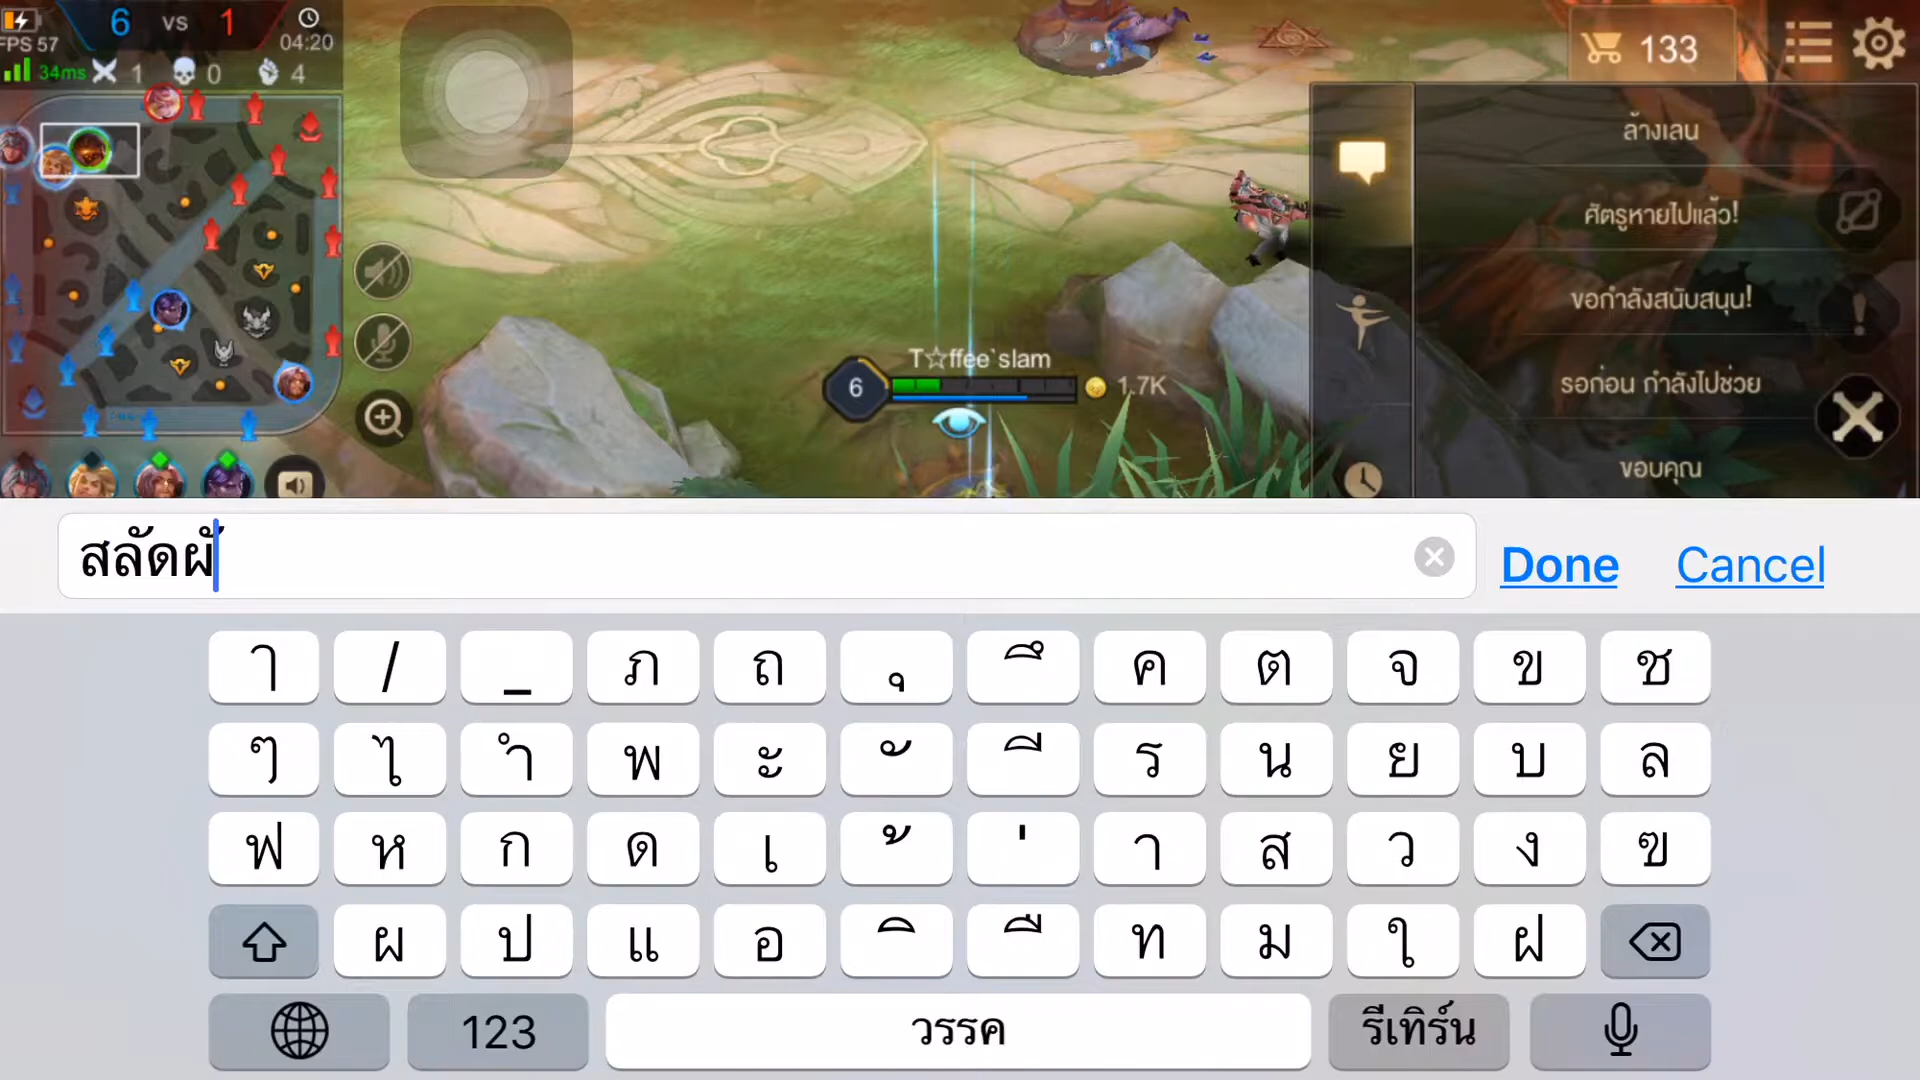 6 vs 1
FPS 57
04:20
34ms 1 0 4
133
ล้างเลน
ศัตรูหายไปแล้ว!
ขอกำลังสนับสนุน!
รอก่อน กำลังไปช่วย
ขอบคุณ
T☆ffee`slam
6
1.7K
สลัดผั
Done Cancel
ๅ / _ ภ ถ ุ ึ ค ต จ ข ช
ๆ ไ ำ พ ะ ั ี ร น ย บ ล
ฟ ห ก ด เ ้ ่ า ส ว ง ฃ
ผ ป แ อ ิ ื ท ม ใ ฝ
123 วรรค รีเทิร์น